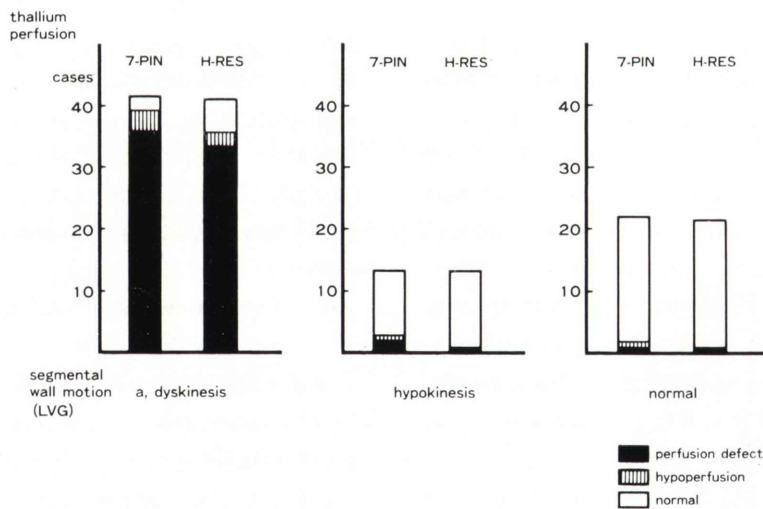 thallium
perfusion
cases
7-PIN H-RES
40
30
20
10
7-PIN H-RES
40
30
20
10
7-PIN H-RES
40
30
20
10
segmental
wall motion
(LVG)
a, dyskinesis
hypokinesis
normal
perfusion defect
hypoperfusion
normal